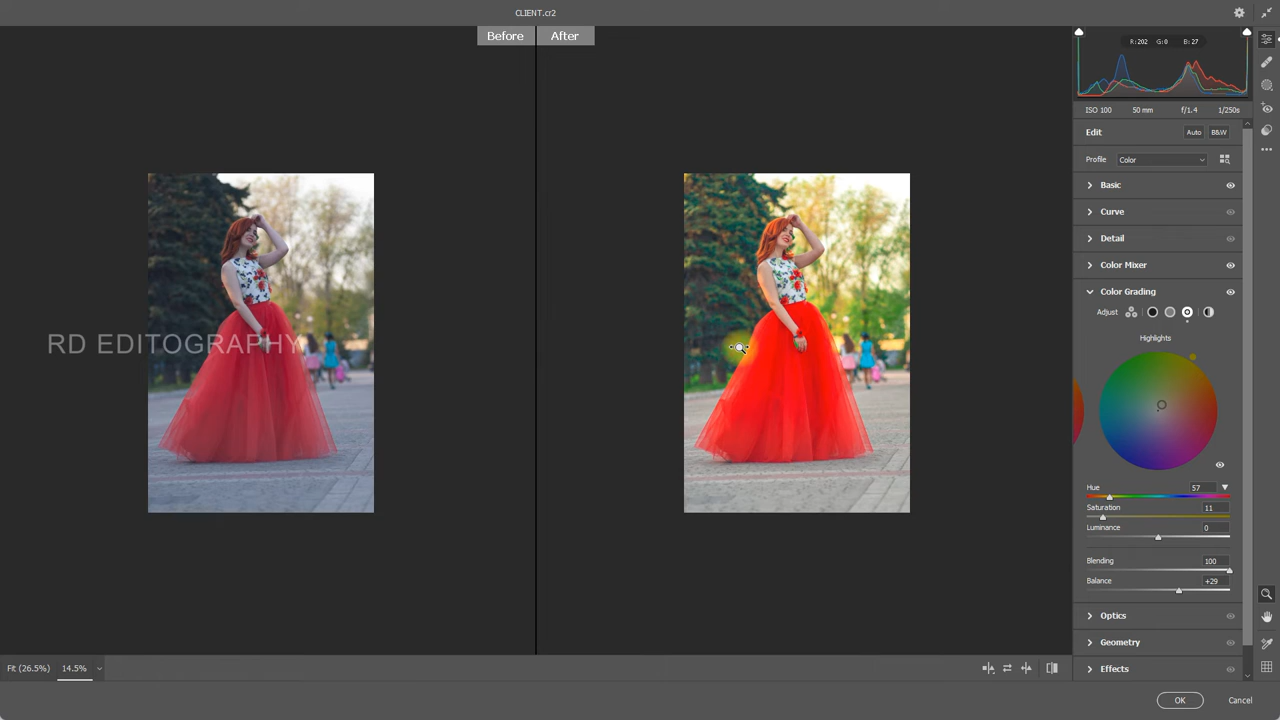 CLIENT.cr2
Before
After
R:202 G:0 B:27
ISO 100 50 mm f/1.4 1/250s
Edit Auto B&W
Profile Color
Basic
Curve
Detail
Color Mixer
Color Grading
Adjust
Highlights
Hue 57
Saturation 11
Luminance 0
Blending 100
Balance +29
Optics
Geometry
Effects
RD EDITOGRAPHY
Fit (26.5%) 14.5%
OK Cancel